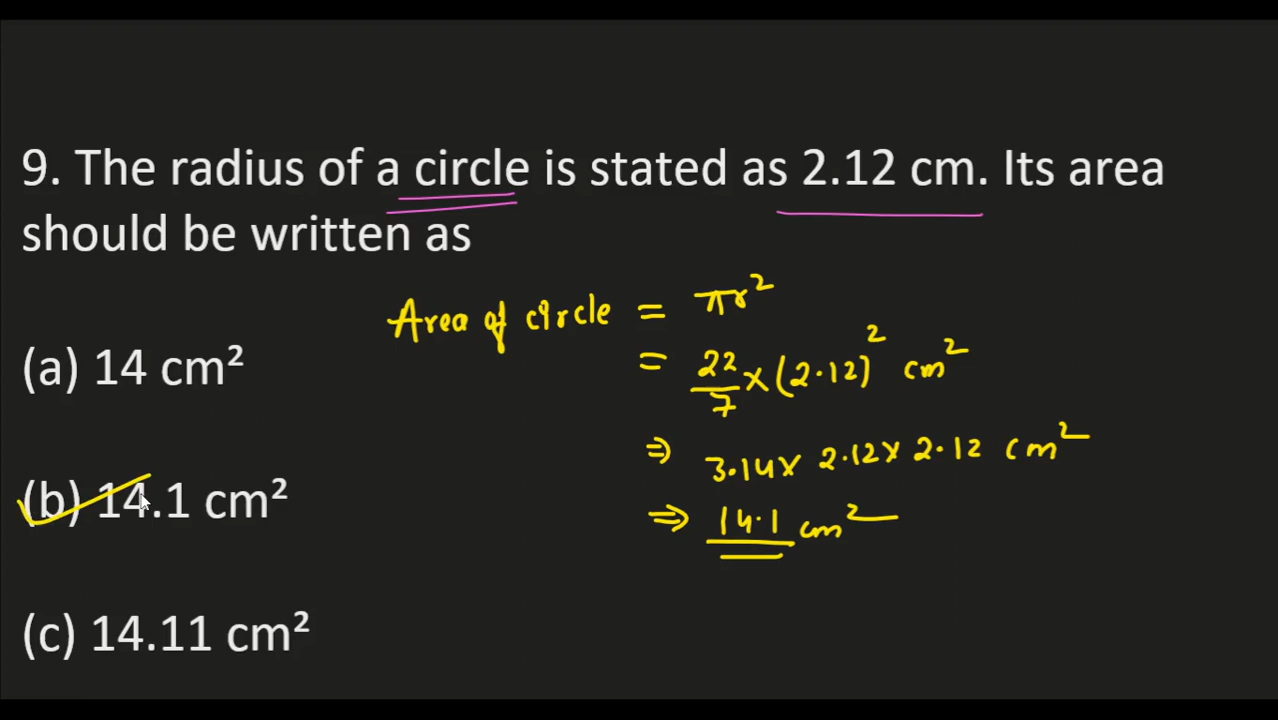 9. The radius of a circle is stated as 2.12 cm. Its area
should be written as
Area of circle = πr²
= 22/7 × (2.12)² cm²
(a) 14 cm²
⇒ 3.14 × 2.12 × 2.12 cm²
(b) 14.1 cm²
⇒ 14.1 cm²
(c) 14.11 cm²